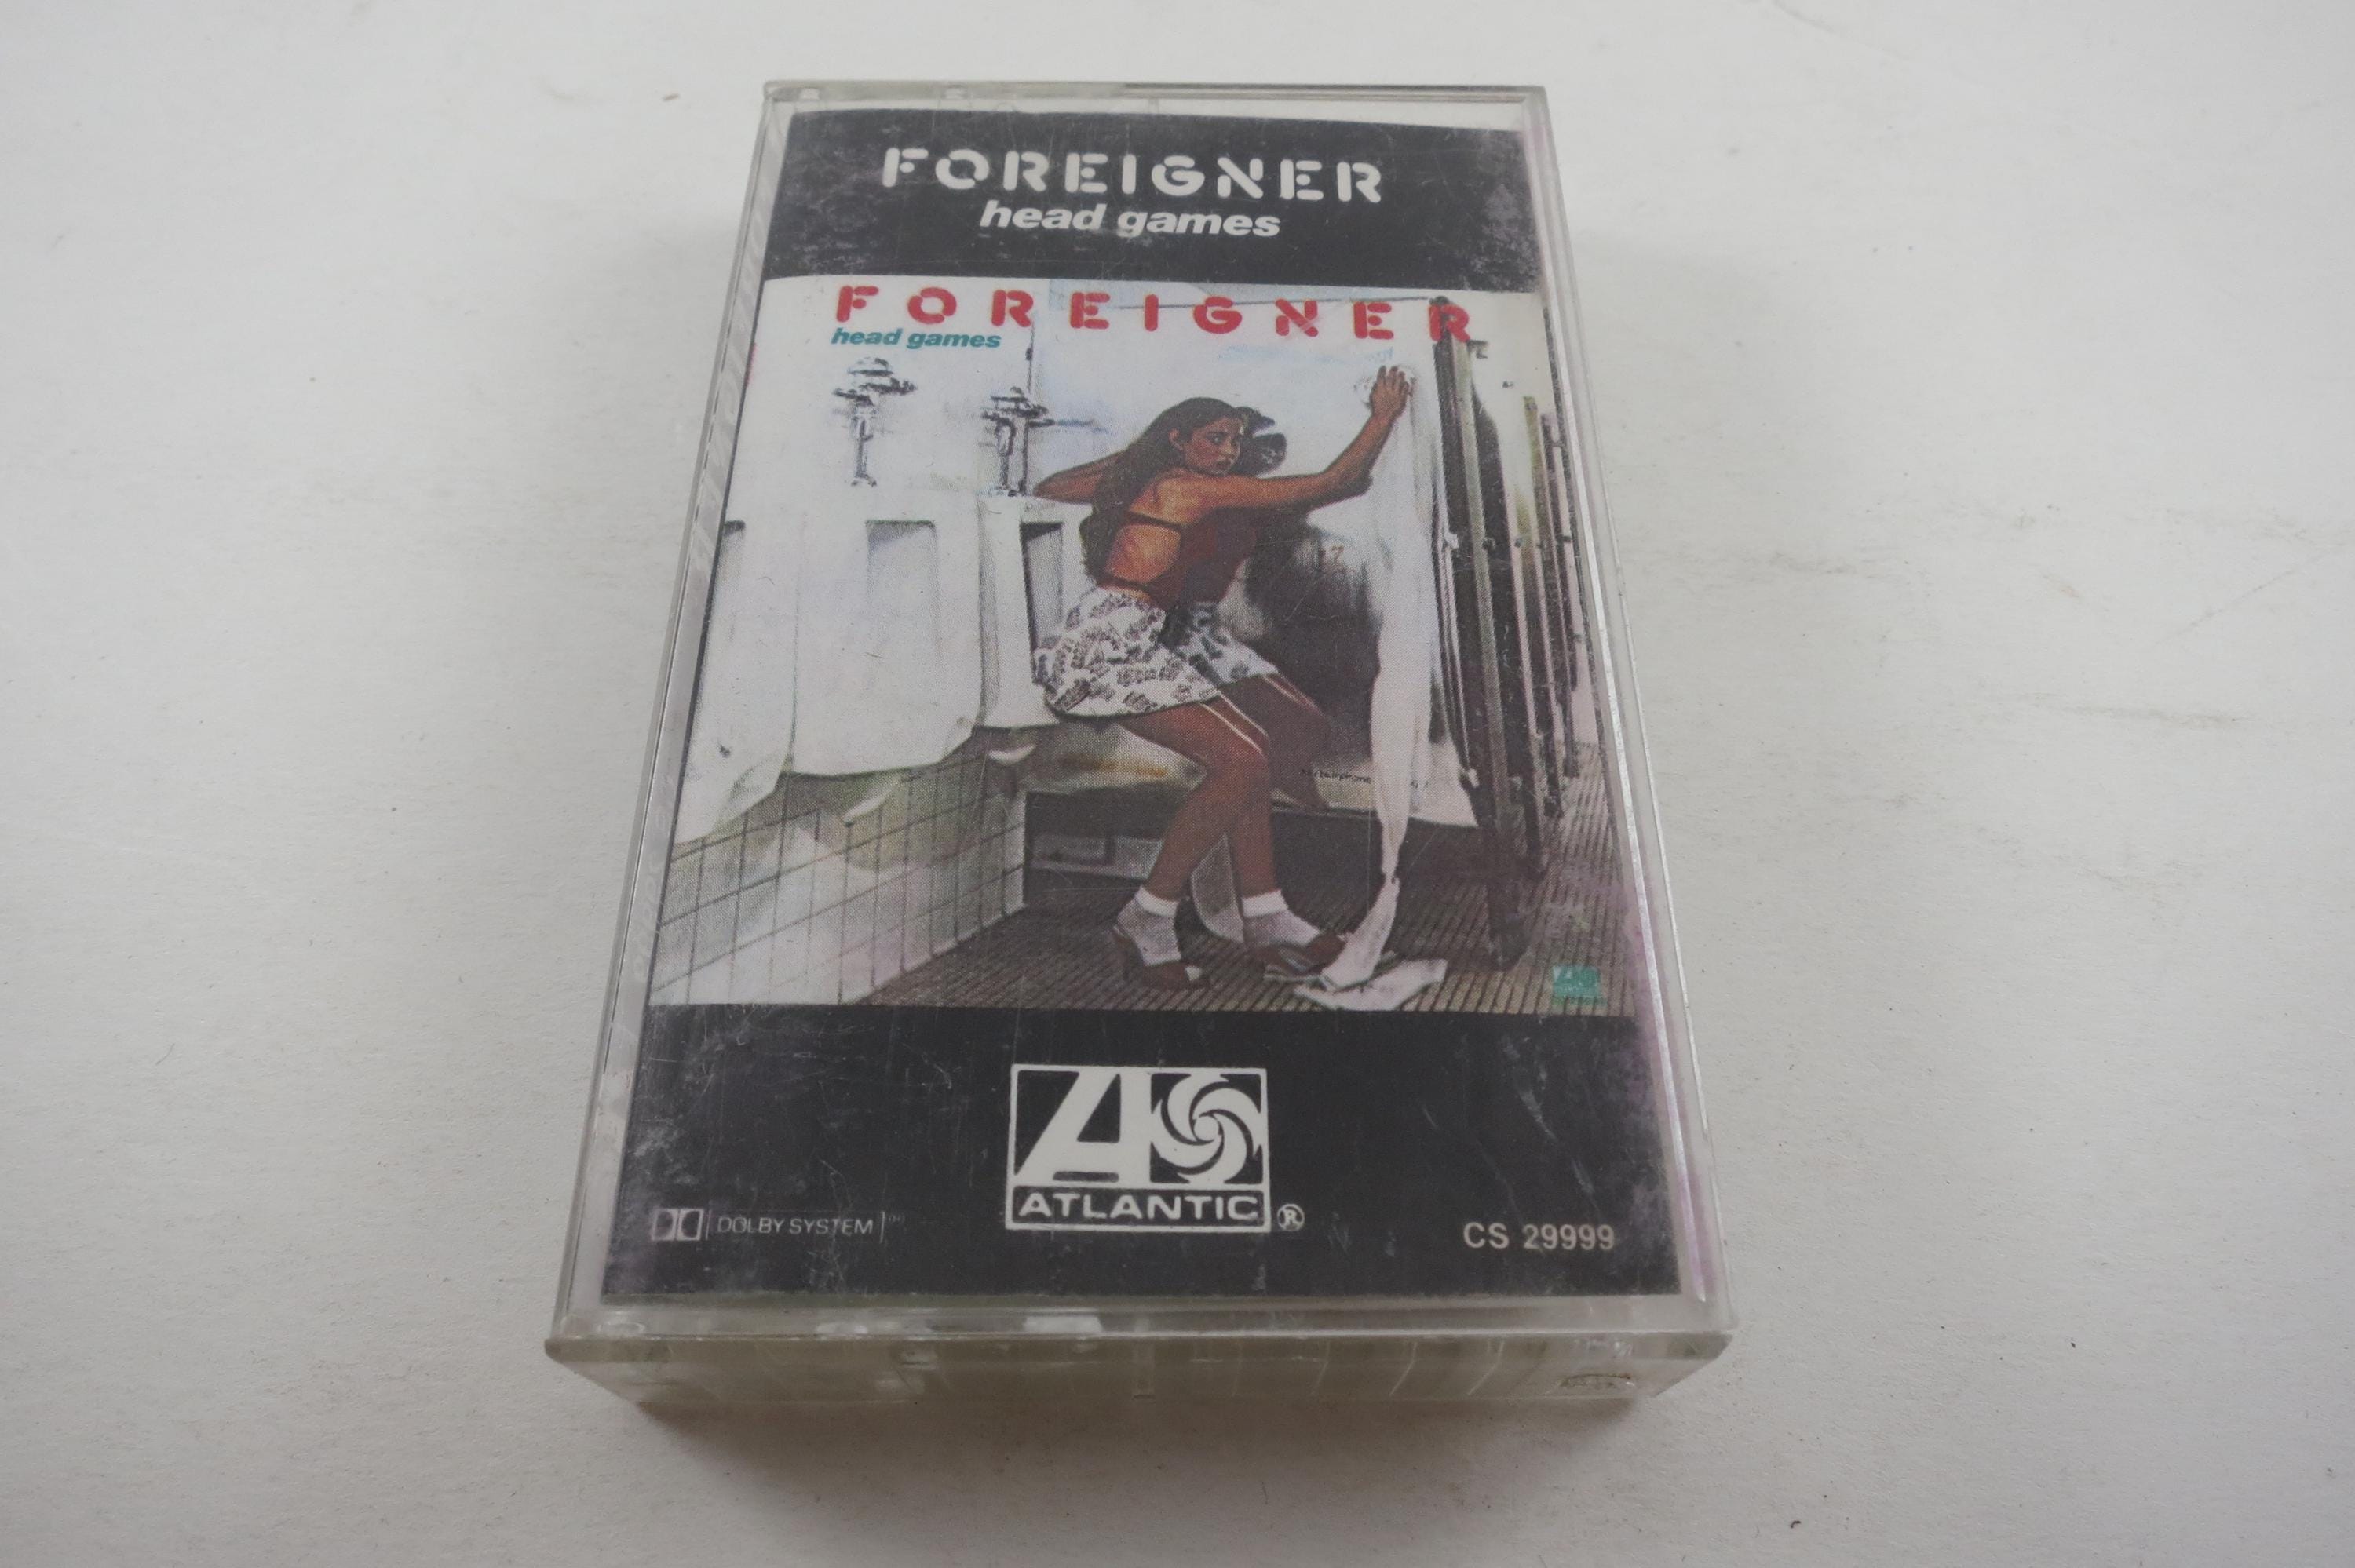 FOREIGNER
head games
FOREIGNER
head games
ATLANTIC®
DOLBY SYSTEM
CS 29999